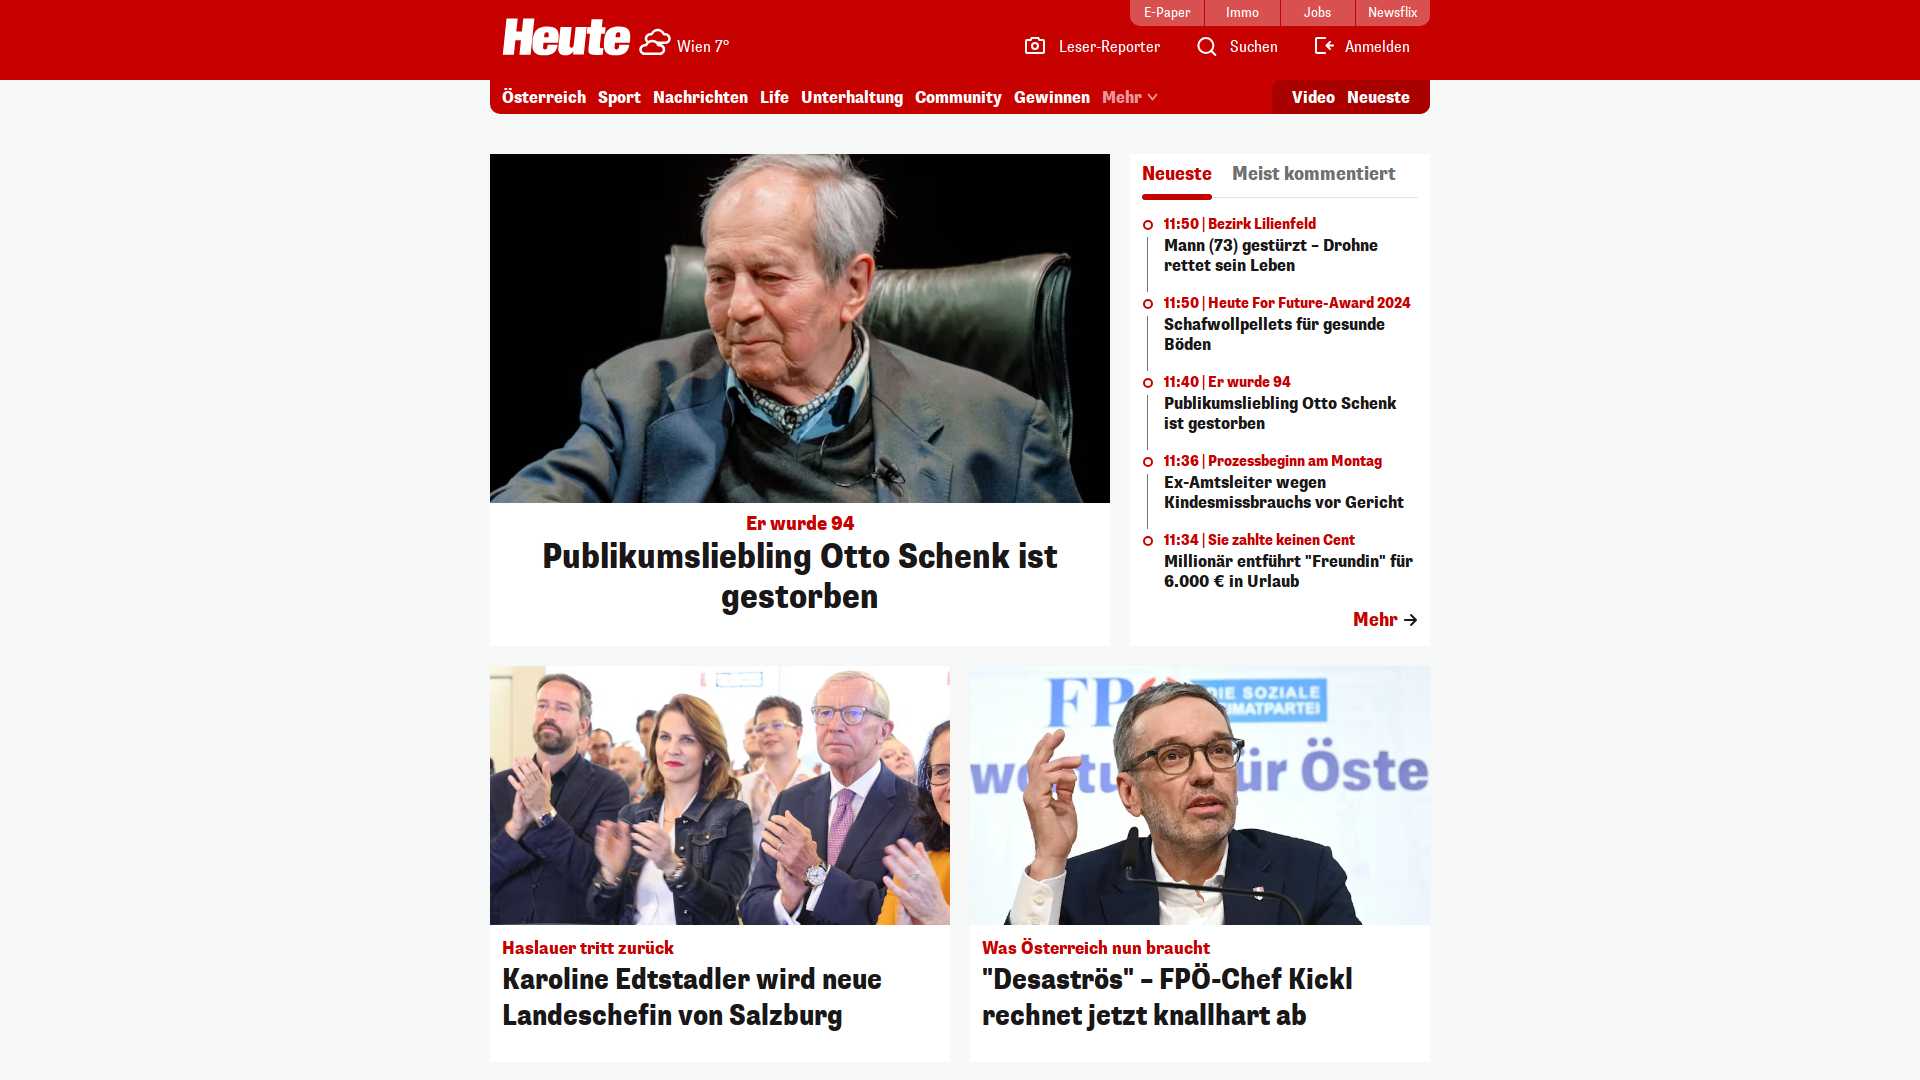 E-Paper
Immo
Jobs
Newsflix
Heute
Wien 7°
Leser-Reporter
Suchen
Anmelden
Österreich Sport Nachrichten Life Unterhaltung Community Gewinnen Mehr
Video Neueste
Er wurde 94
Publikumsliebling Otto Schenk ist
gestorben
Neueste Meist kommentiert
11:50 | Bezirk Lilienfeld
Mann (73) gestürzt – Drohne
rettet sein Leben
11:50 | Heute For Future-Award 2024
Schafwollpellets für gesunde
Böden
11:40 | Er wurde 94
Publikumsliebling Otto Schenk
ist gestorben
11:36 | Prozessbeginn am Montag
Ex-Amtsleiter wegen
Kindesmissbrauchs vor Gericht
11:34 | Sie zahlte keinen Cent
Millionär entführt "Freundin" für
6.000 € in Urlaub
Mehr
Haslauer tritt zurück
Karoline Edtstadler wird neue
Landeschefin von Salzburg
FP
DIE SOZIALE
IMATPARTEI
ür Öste
Was Österreich nun braucht
"Desaströs" – FPÖ-Chef Kickl
rechnet jetzt knallhart ab